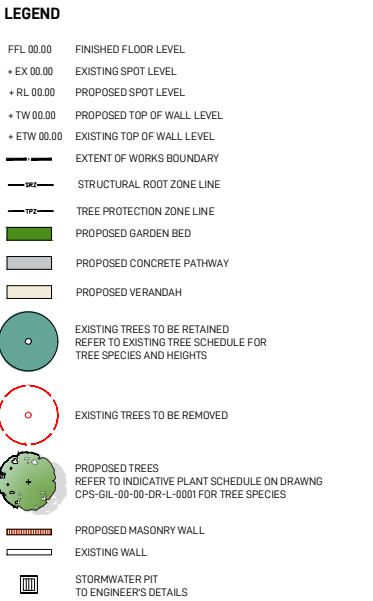 LEGEND
FFL 00.00 FINISHED FLOOR LEVEL
+ EX 00.00 EXISTING SPOT LEVEL
+ RL 00.00 PROPOSED SPOT LEVEL
+ TW 00.00 PROPOSED TOP OF WALL LEVEL
+ ETW 00.00 EXISTING TOP OF WALL LEVEL
EXTENT OF WORKS BOUNDARY
SRZ STRUCTURAL ROOT ZONE LINE
TPZ TREE PROTECTION ZONE LINE
PROPOSED GARDEN BED
PROPOSED CONCRETE PATHWAY
PROPOSED VERANDAH
EXISTING TREES TO BE RETAINED
REFER TO EXISTING TREE SCHEDULE FOR
TREE SPECIES AND HEIGHTS
EXISTING TREES TO BE REMOVED
PROPOSED TREES
REFER TO INDICATIVE PLANT SCHEDULE ON DRAWNG
CPS-GIL-00-00-DR-L-0001 FOR TREE SPECIES
PROPOSED MASONRY WALL
EXISTING WALL
STORMWATER PIT
TO ENGINEER'S DETAILS